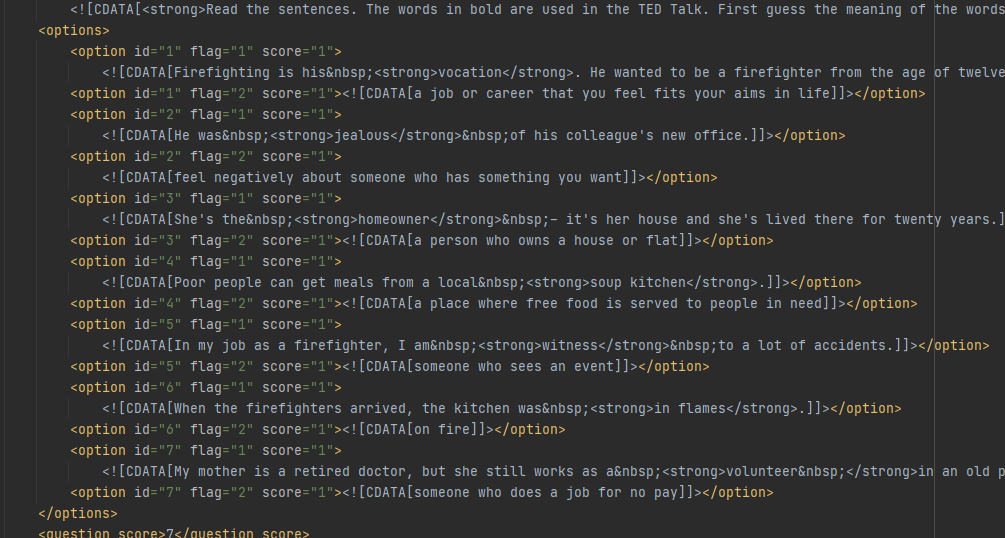 <![CDATA[<strong>Read the sentences. The words in bold are used in the TED Talk. First guess the meaning of the words
<options>
<option id="1" flag="1" score="1">
<![CDATA[Firefighting is his&nbsp;<strong>vocation</strong>. He wanted to be a firefighter from the age of twelve
<option id="1" flag="2" score="1"><![CDATA[a job or career that you feel fits your aims in life]]></option>
<option id="2" flag="1" score="1">
<![CDATA[He was&nbsp;<strong>jealous</strong>&nbsp;of his colleague's new office.]]></option>
<option id="2" flag="2" score="1">
<![CDATA[feel negatively about someone who has something you want]]></option>
<option id="3" flag="1" score="1">
<![CDATA[She's the&nbsp;<strong>homeowner</strong>&nbsp;– it's her house and she's lived there for twenty years.]
<option id="3" flag="2" score="1"><![CDATA[a person who owns a house or flat]]></option>
<option id="4" flag="1" score="1">
<![CDATA[Poor people can get meals from a local&nbsp;<strong>soup kitchen</strong>.]]></option>
<option id="4" flag="2" score="1"><![CDATA[a place where free food is served to people in need]]></option>
<option id="5" flag="1" score="1">
<![CDATA[In my job as a firefighter, I am&nbsp;<strong>witness</strong>&nbsp;to a lot of accidents.]]></option>
<option id="5" flag="2" score="1"><![CDATA[someone who sees an event]]></option>
<option id="6" flag="1" score="1">
<![CDATA[When the firefighters arrived, the kitchen was&nbsp;<strong>in flames</strong>.]]></option>
<option id="6" flag="2" score="1"><![CDATA[on fire]]></option>
<option id="7" flag="1" score="1">
<![CDATA[My mother is a retired doctor, but she still works as a&nbsp;<strong>volunteer&nbsp;</strong>in an old p
<option id="7" flag="2" score="1"><![CDATA[someone who does a job for no pay]]></option>
</options>
<question score>7</question score>